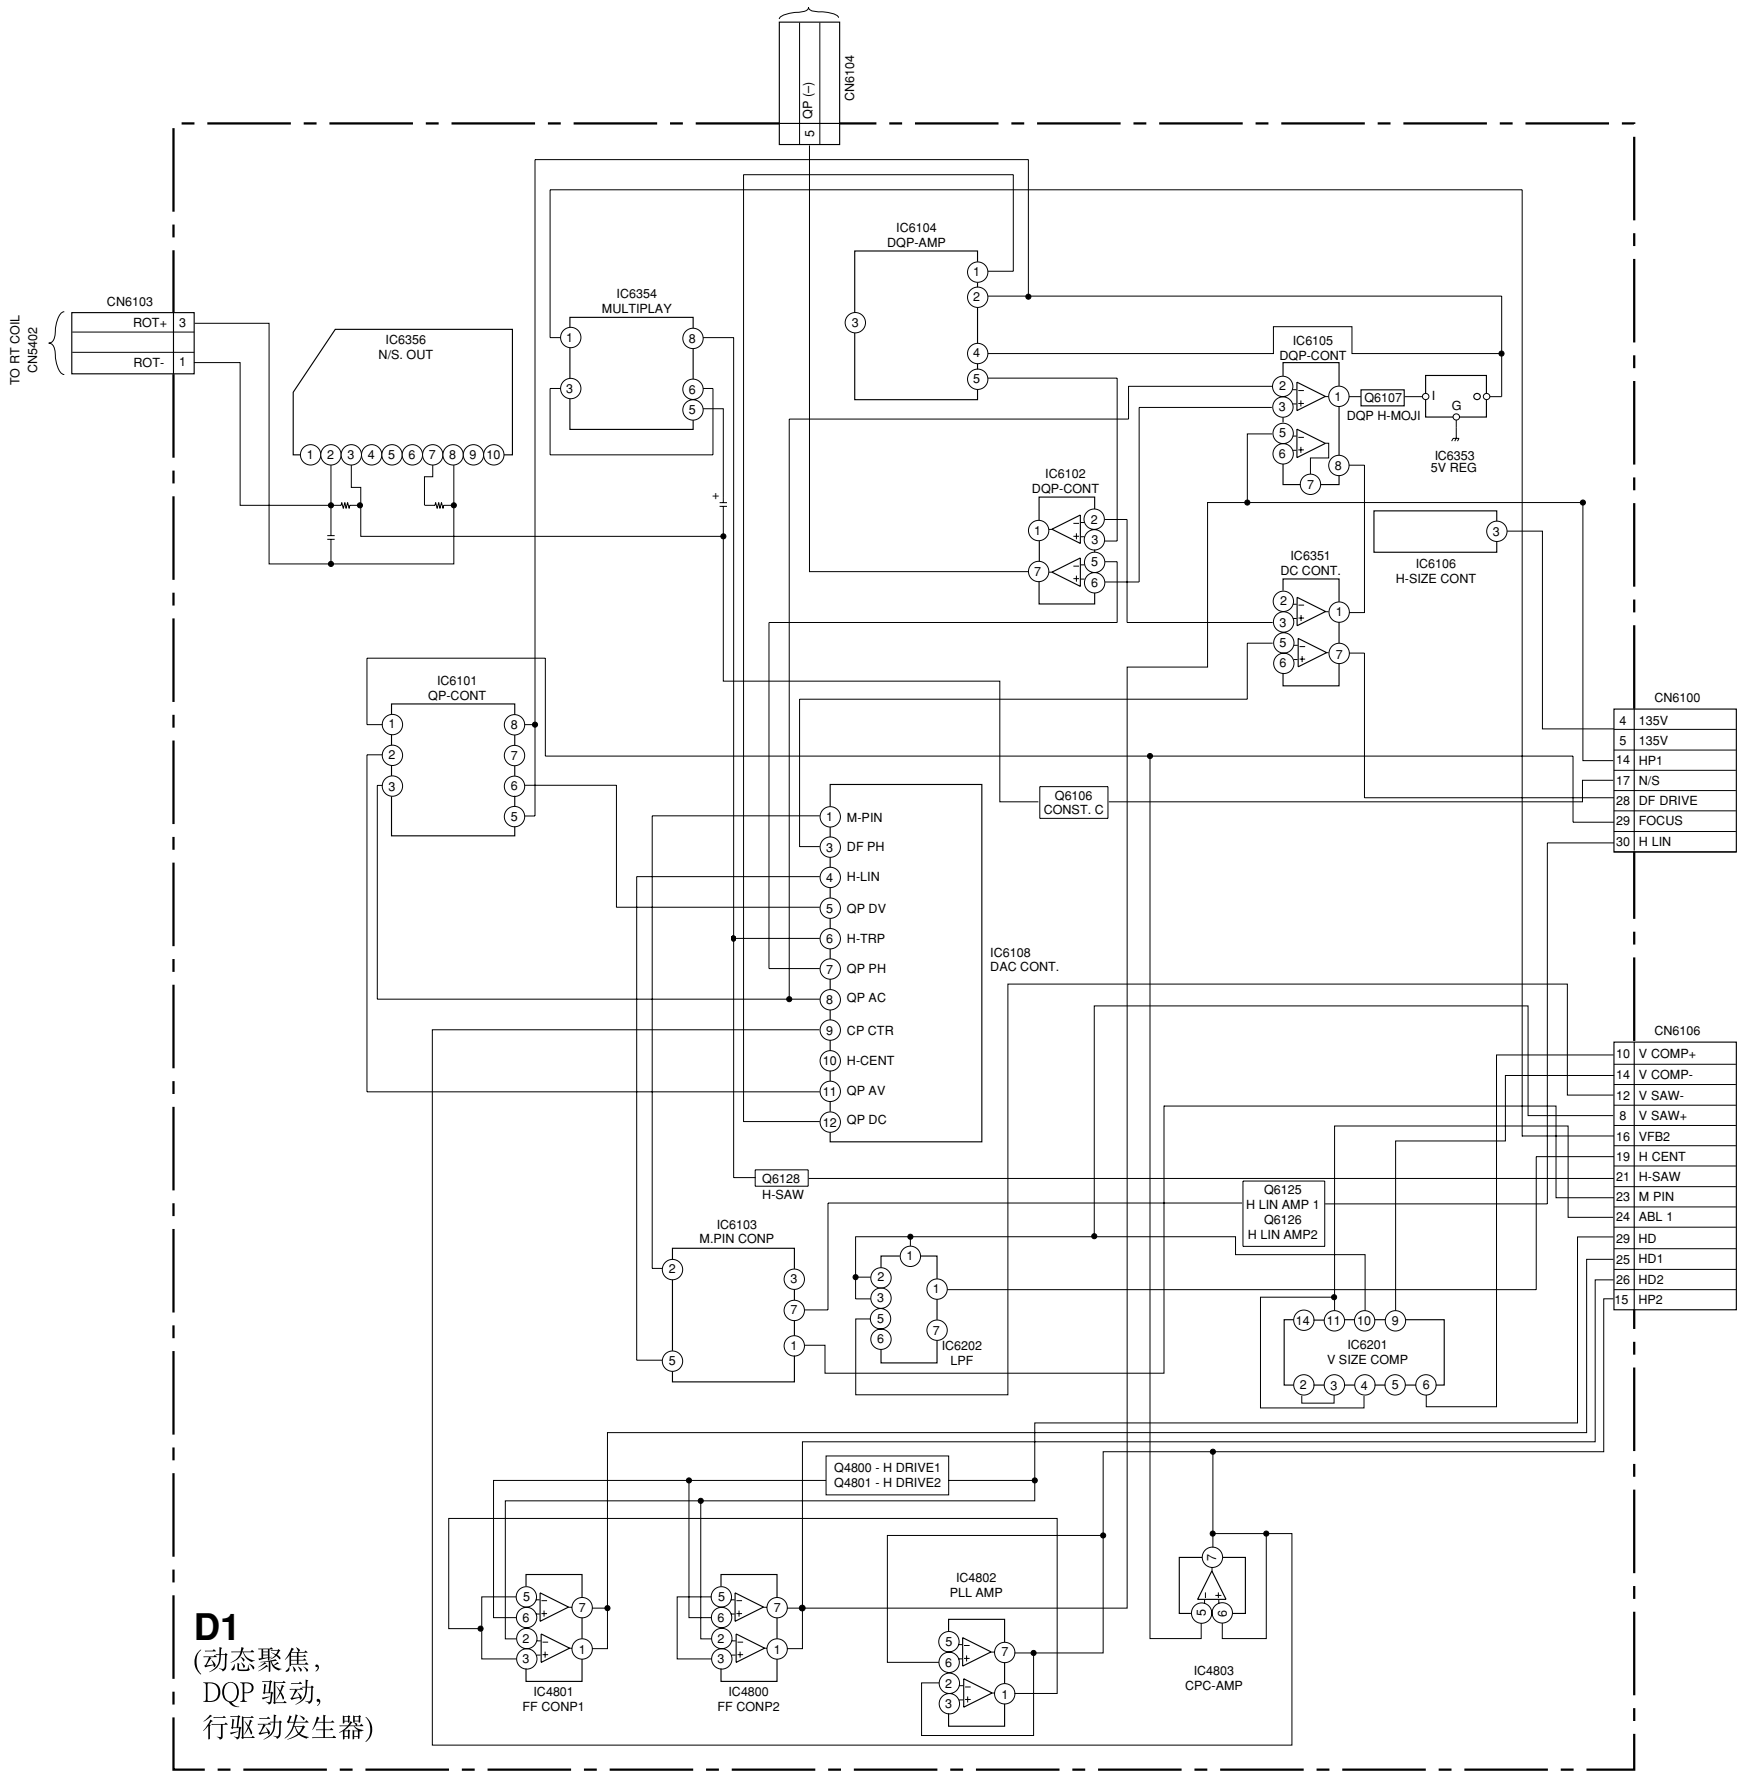 CN6104
QP (–)
5
TO RT COIL
CN5402
CN6103
ROT+ 3
ROT- 1
IC6356
N/S. OUT
1 2 3 4 5 6 7 8 9 10
IC6354
MULTIPLAY
1 8
3 6
5
+
IC6104
DQP-AMP
1
2
3
4
5
IC6105
DQP-CONT
2 − 1
3 +
5 −
6 + 8
7
Q6107
DQP H-MOJI
I O
G
IC6353
5V REG
IC6102
DQP-CONT
1 − 2
+ 3
7 − 5
+ 6
3
IC6106
H-SIZE CONT
IC6351
DC CONT.
2 − 1
3 +
5 − 7
6 +
IC6101
QP-CONT
1 8
2 7
3 6
5
Q6106
CONST. C
CN6100
4 135V
5 135V
14 HP1
17 N/S
28 DF DRIVE
29 FOCUS
30 H LIN
1 M-PIN
3 DF PH
4 H-LIN
5 QP DV
6 H-TRP
7 QP PH
8 QP AC
9 CP CTR
10 H-CENT
11 QP AV
12 QP DC
IC6108
DAC CONT.
CN6106
10 V COMP+
14 V COMP-
12 V SAW-
8 V SAW+
16 VFB2
19 H CENT
21 H-SAW
23 M PIN
24 ABL 1
29 HD
25 HD1
26 HD2
15 HP2
Q6128
H-SAW
Q6125
H LIN AMP 1
Q6126
H LIN AMP2
IC6103
M.PIN CONP
2 3
7
5 1
1
2 1
3
5 7
6
IC6202
LPF
14 11 10 9
IC6201
V SIZE COMP
2 3 4 5 6
Q4800 - H DRIVE1
Q4801 - H DRIVE2
5 − 7
6 +
2 − 1
3 +
IC4801
FF CONP1
5 − 7
6 +
2 − 1
3 +
IC4800
FF CONP2
IC4802
PLL AMP
5 − 7
6 +
2 − 1
3 +
7
− +
5 6
IC4803
CPC-AMP
D1
(动态聚焦,
DQP 驱动,
行驱动发生器)